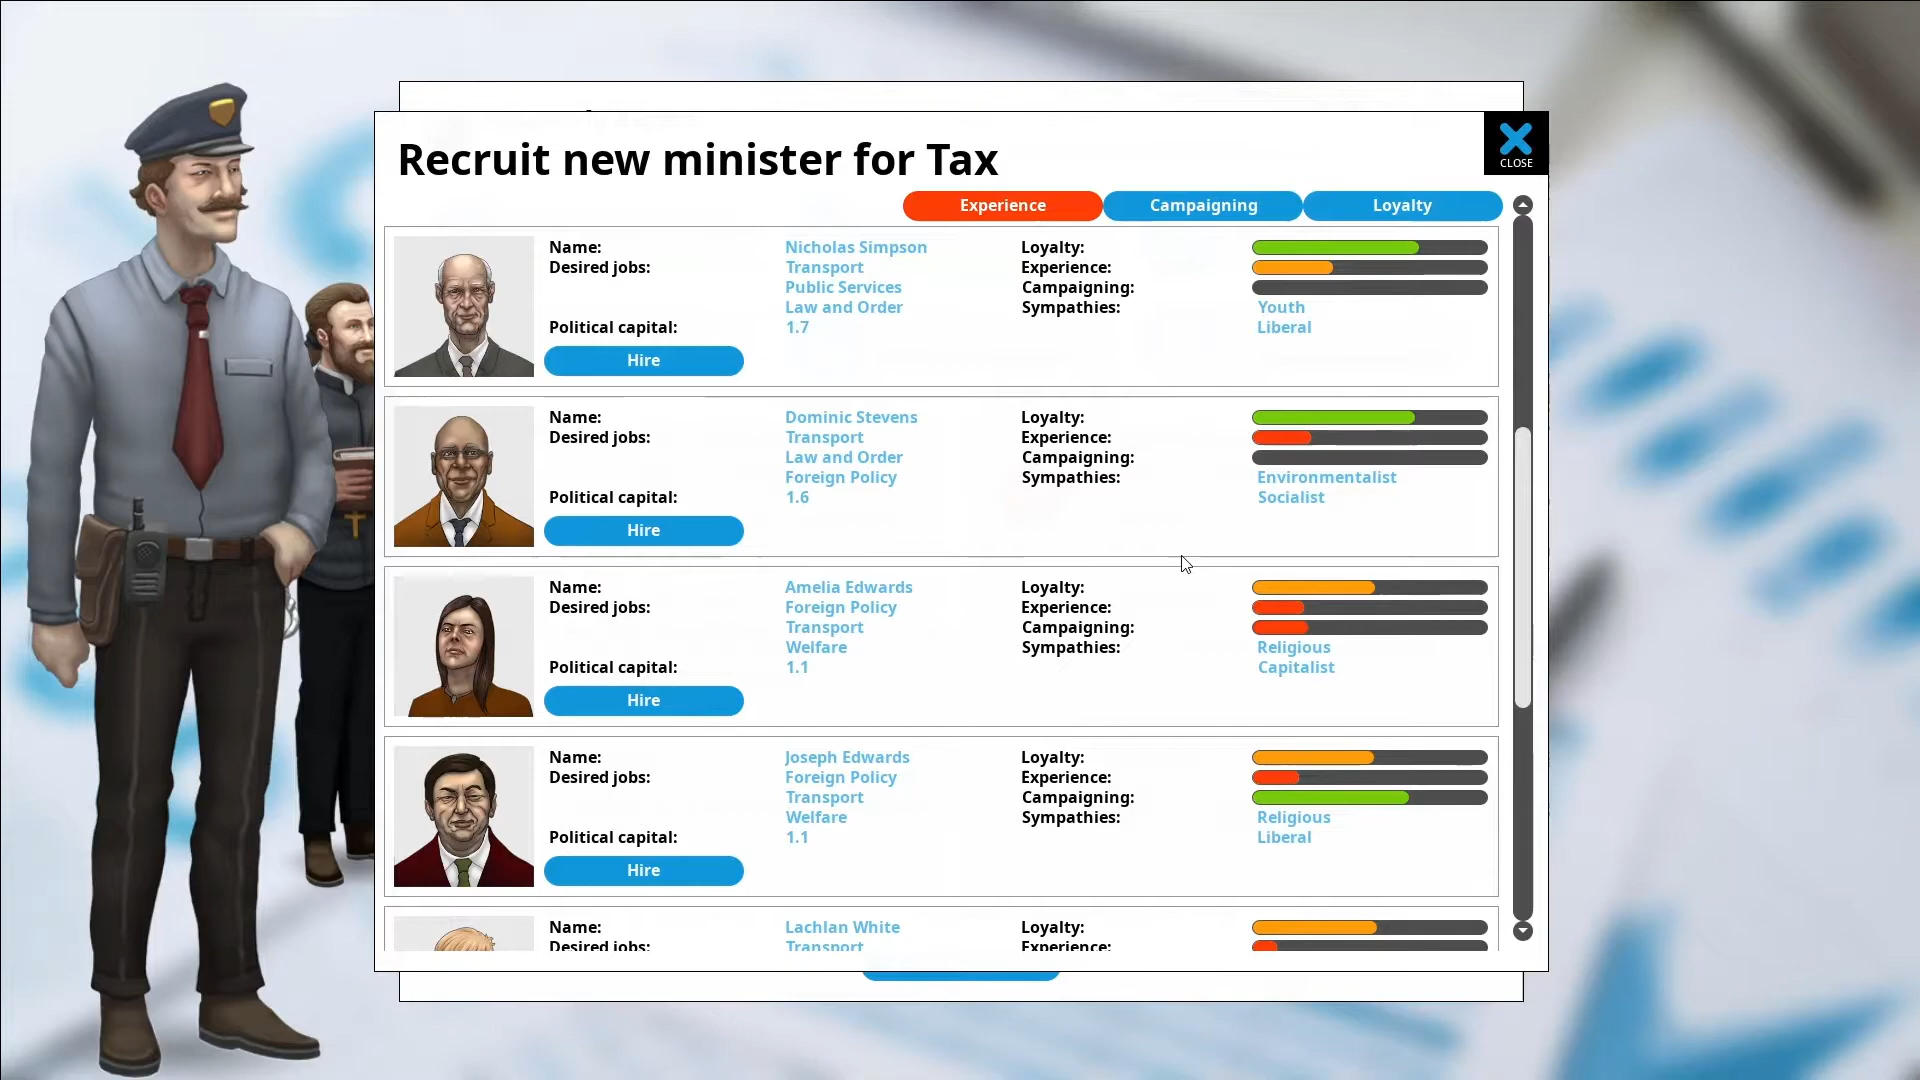 Recruit new minister for Tax
CLOSE
Experience Campaigning Loyalty
Name: Nicholas Simpson Loyalty:
Desired jobs: Transport Experience:
Public Services Campaigning:
Law and Order Sympathies: Youth
Political capital: 1.7 Liberal
Hire
Name: Dominic Stevens Loyalty:
Desired jobs: Transport Experience:
Law and Order Campaigning:
Foreign Policy Sympathies: Environmentalist
Political capital: 1.6 Socialist
Hire
Name: Amelia Edwards Loyalty:
Desired jobs: Foreign Policy Experience:
Transport Campaigning:
Welfare Sympathies: Religious
Political capital: 1.1 Capitalist
Hire
Name: Joseph Edwards Loyalty:
Desired jobs: Foreign Policy Experience:
Transport Campaigning:
Welfare Sympathies: Religious
Political capital: 1.1 Liberal
Hire
Name: Lachlan White Loyalty:
Desired jobs: Transport Experience: